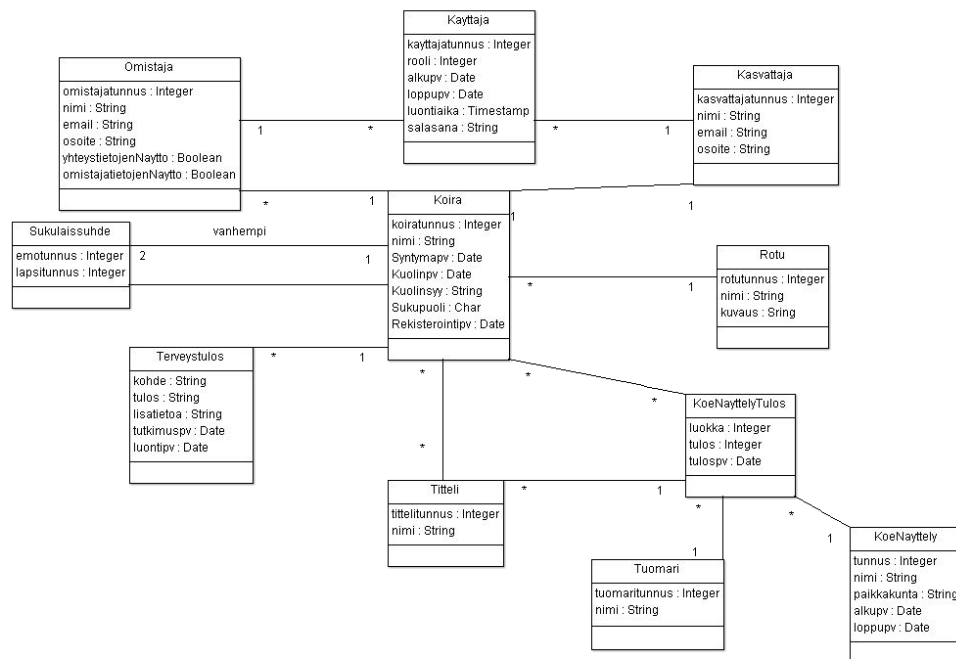 Kayttaja
kayttajatunnus : Integer
rooli : Integer
alkupv : Date
loppupv : Date
luontiaika : Timestamp
salasana : String
Omistaja
omistajatunnus : Integer
nimi : String
email : String
osoite : String
yhteystietojenNaytto : Boolean
omistajatietojenNaytto : Boolean
Kasvattaja
kasvattajatunnus : Integer
nimi : String
email : String
osoite : String
1
*
*
1
*
1
1
1
Koira
koiratunnus : Integer
nimi : String
Syntymapv : Date
Kuolinpv : Date
Kuolinsyy : String
Sukupuoli : Char
Rekisterointipv : Date
Sukulaissuhde
emotunnus : Integer
lapsitunnus : Integer
vanhempi
2
1
Rotu
rotutunnus : Integer
nimi : String
kuvaus : Sring
*
1
Terveystulos
kohde : String
tulos : String
lisatietoa : String
tutkimuspv : Date
luontipv : Date
*
1
*
*
*
*
KoeNayttelyTulos
luokka : Integer
tulos : Integer
tulospv : Date
Titteli
tittelitunnus : Integer
nimi : String
*
1
*
1
*
1
Tuomari
tuomaritunnus : Integer
nimi : String
KoeNayttely
tunnus : Integer
nimi : String
paikkakunta : String
alkupv : Date
loppupv : Date